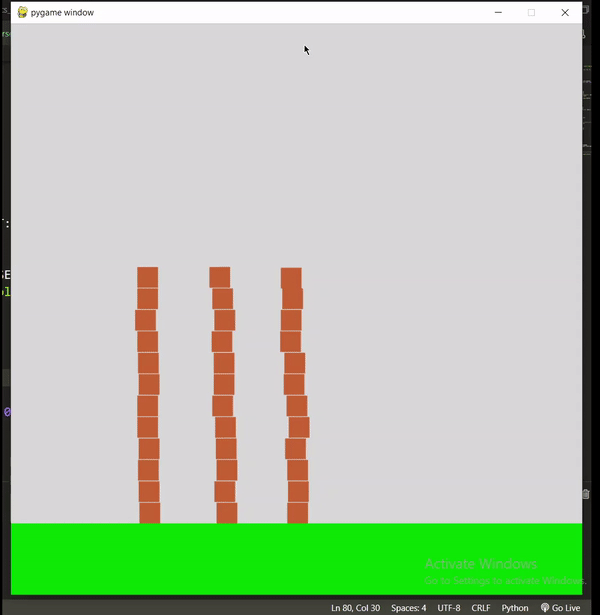 pygame window
Activate Windows
Go to Settings to activate Windows.
Ln 80, Col 30 Spaces: 4 UTF-8 CRLF Python Go Live